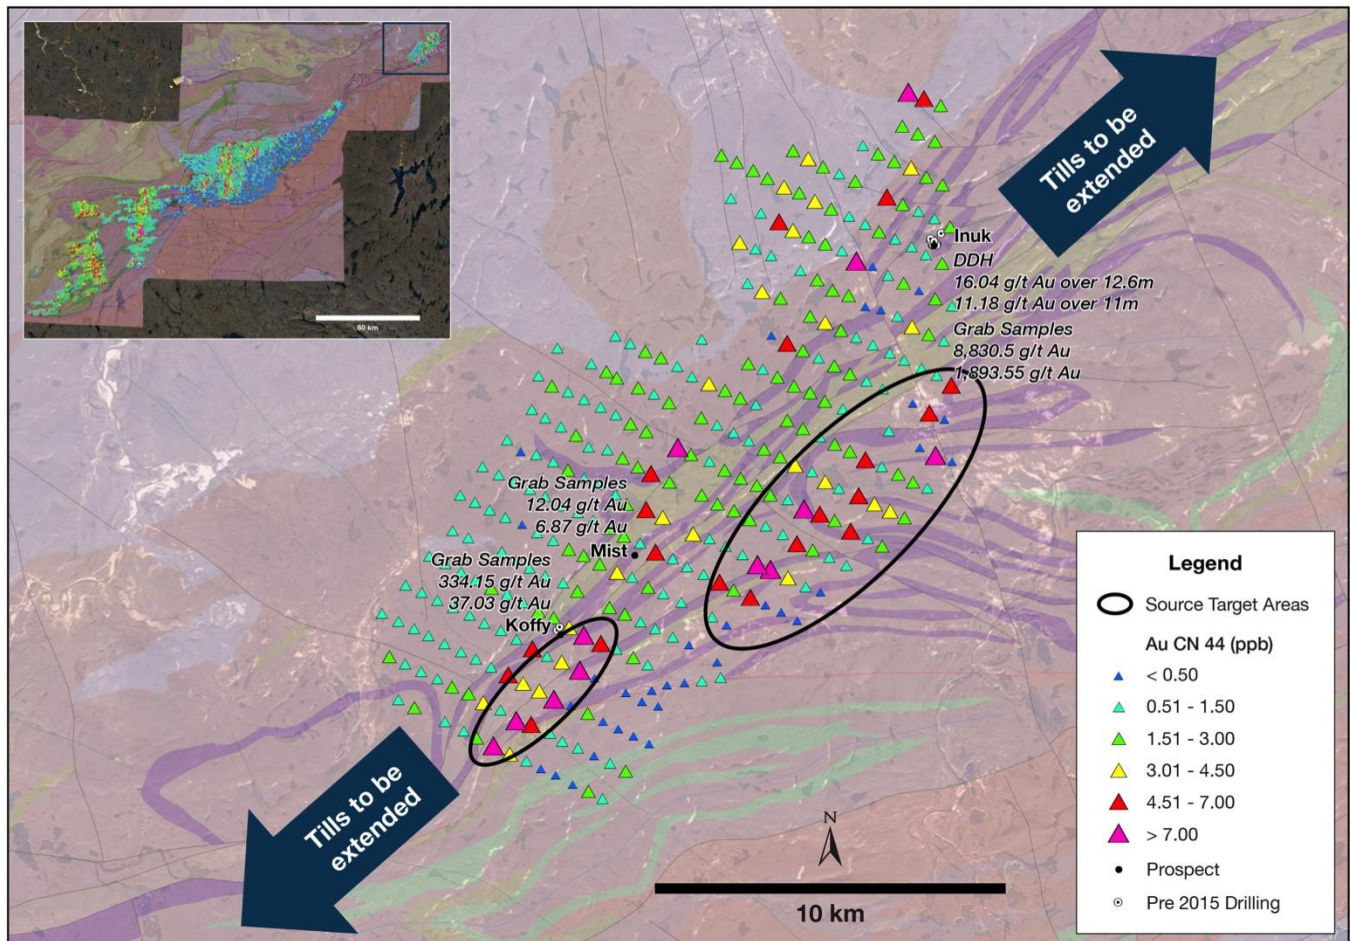 60 km
Tills to be
extended
Inuk
DDH
16.04 g/t Au over 12.6m
11.18 g/t Au over 11m
Grab Samples
8,830.5 g/t Au
1,893.55 g/t Au
Grab Samples
12.04 g/t Au
6.87 g/t Au
Mist
Grab Samples
334.15 g/t Au
37.03 g/t Au
Koffy
Tills to be
extended
N
10 km
Legend
Source Target Areas
Au CN 44 (ppb)
< 0.50
0.51 - 1.50
1.51 - 3.00
3.01 - 4.50
4.51 - 7.00
> 7.00
Prospect
Pre 2015 Drilling